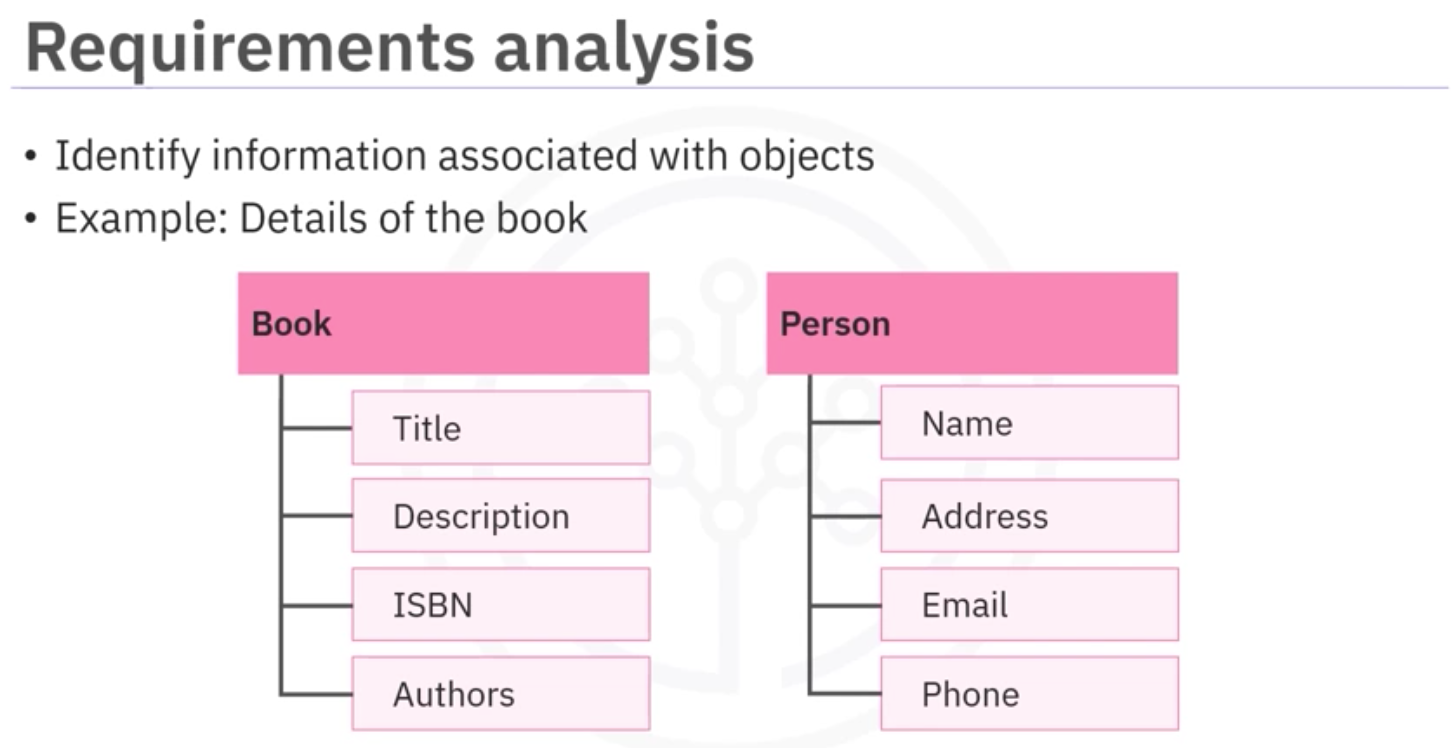 Requirements analysis
• Identify information associated with objects
• Example: Details of the book
Book
Title
Description
ISBN
Authors
Person
Name
Address
Email
Phone